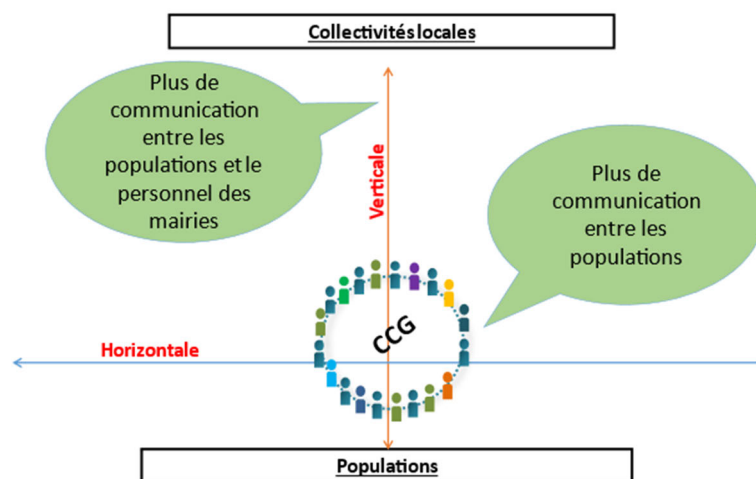 Collectivités locales
Plus de
communication
entre les
populations et le
personnel des
mairies
Verticale
Plus de
communication
entre les
populations
CCG
Horizontale
Populations